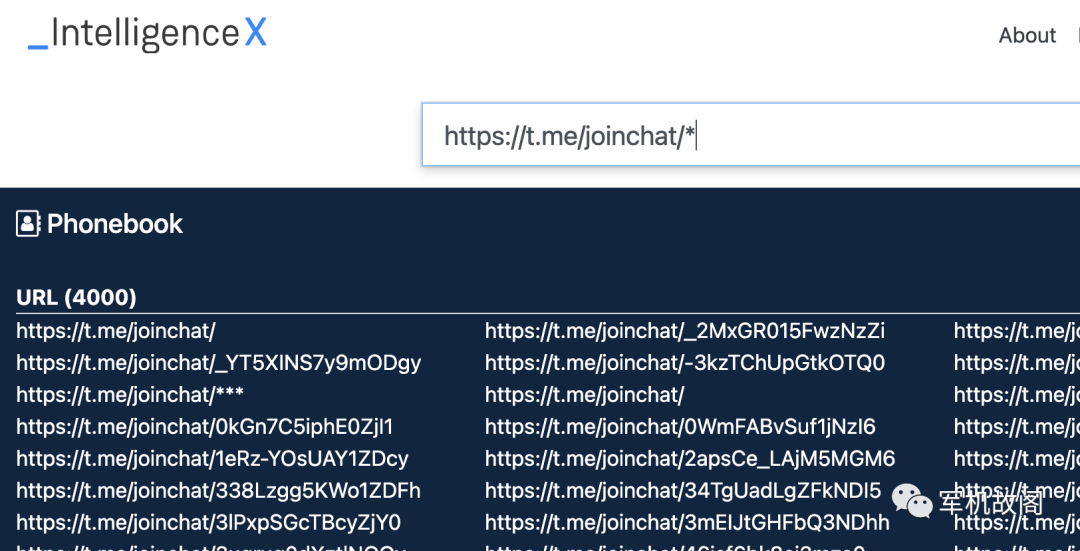 _IntelligenceX
About
https://t.me/joinchat/*
Phonebook
URL (4000)
https://t.me/joinchat/ https://t.me/joinchat/_2MxGR015FwzNzZi https://t.me/jo
https://t.me/joinchat/_YT5XINS7y9mODgy https://t.me/joinchat/-3kzTChUpGtkOTQ0 https://t.me/jo
https://t.me/joinchat/*** https://t.me/joinchat/ https://t.me/jo
https://t.me/joinchat/0kGn7C5iphE0ZjI1 https://t.me/joinchat/0WmFABvSuf1jNzI6 https://t.me/jo
https://t.me/joinchat/1eRz-YOsUAY1ZDcy https://t.me/joinchat/2apsCe_LAjM5MGM6 https://t.me/jo
https://t.me/joinchat/338Lzgg5KWo1ZDFh https://t.me/joinchat/34TgUadLgZFkNDI5 https://t.me/jo
https://t.me/joinchat/3lPxpSGcTBcyZjY0 https://t.me/joinchat/3mEIJtGHFbQ3NDhh https://t.me/jo
军机故阁